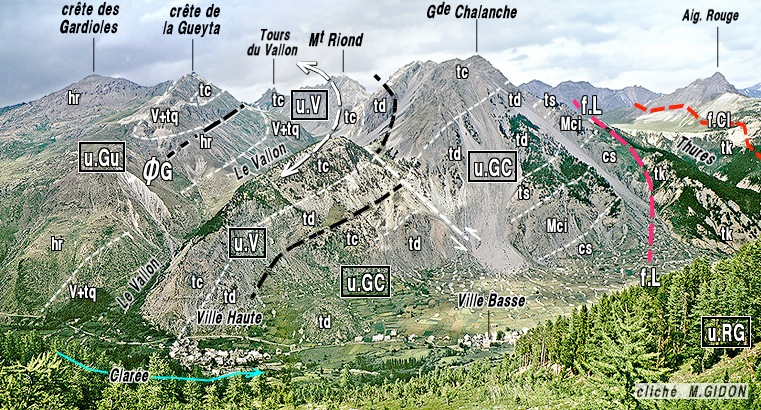 crête des
Gardioles
crête de
la Gueyta
Tours
du Vallon
Mt Riond
Gde Chalanche
Aig. Rouge
hr
tc
tc
tc
td
tc
ts
f.L
V+tq
u.V
tc
td
Mci
f.Cl
hr
V+tq
td
u.Gu
ϕG
Le Vallon
tc
td
u.GC
cs
tk
Thures
tk
ts
hr
u.V
td
tc
td
Mci
cs
tk
V+tq
Le Vallon
tc
td
u.GC
f.L
Ville Haute
td
Ville Basse
u.RG
Clarée
cliché M.GIDON